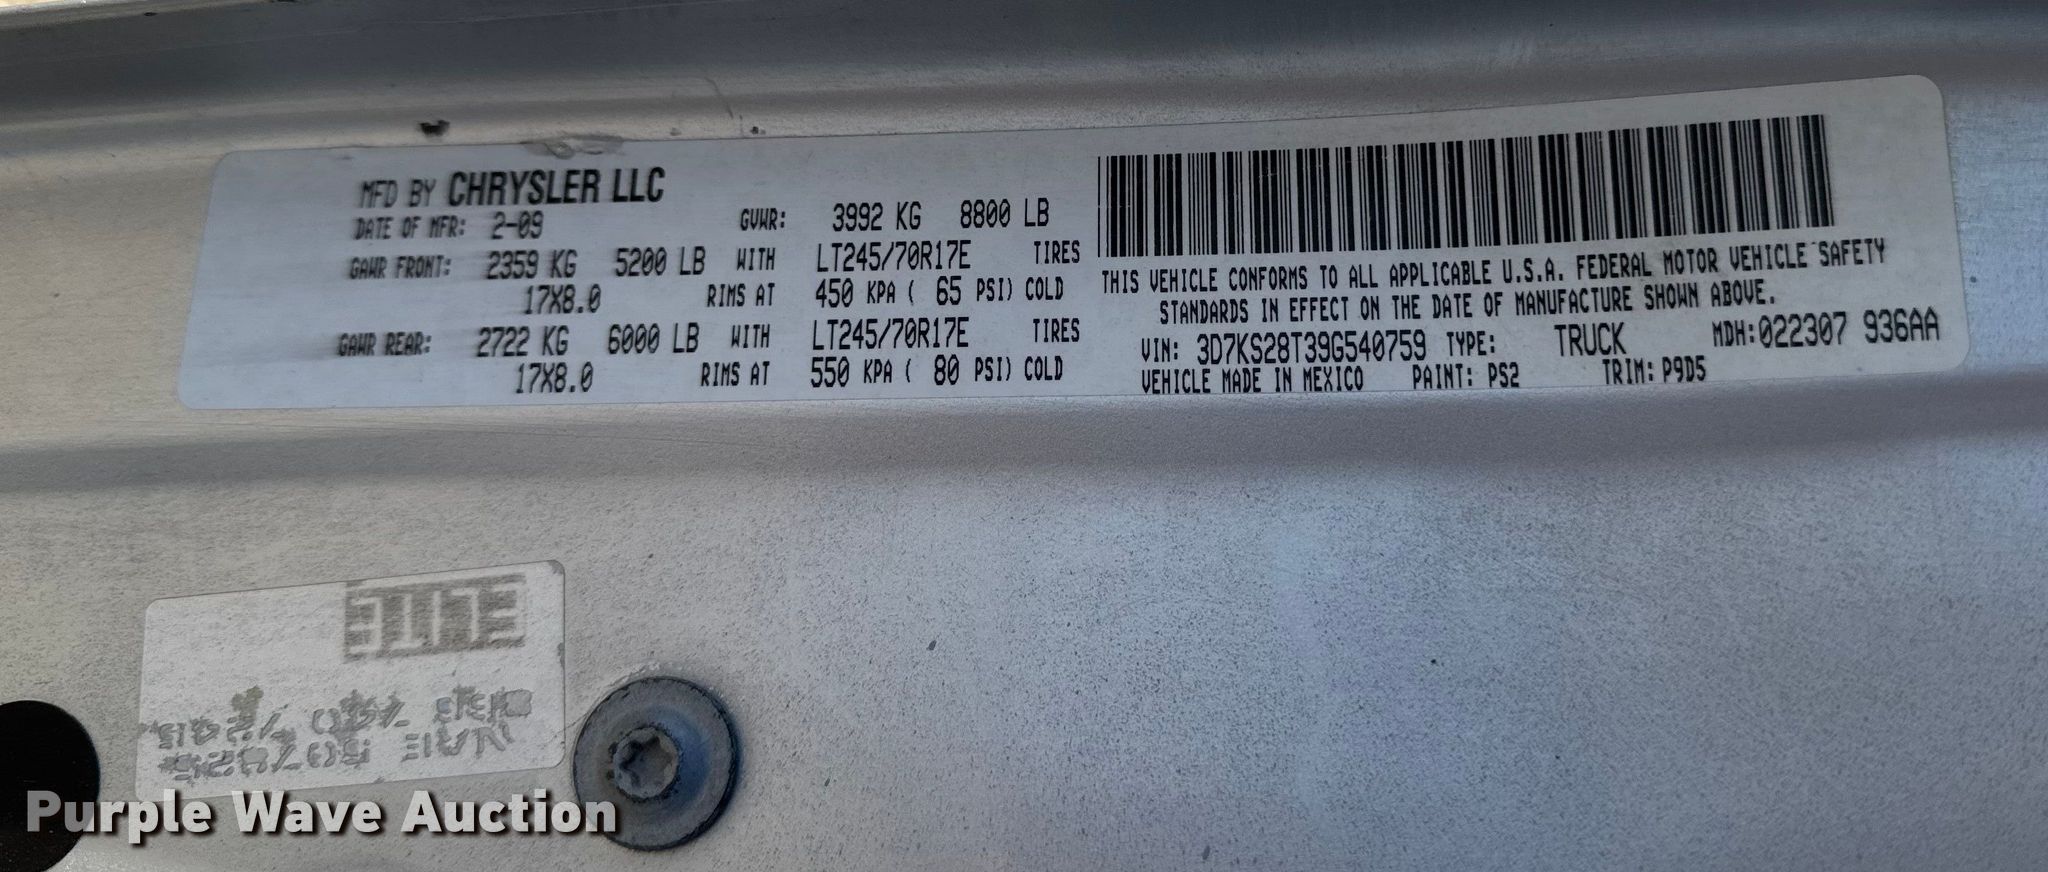 MFD BY CHRYSLER LLC
DATE OF MFR: 2-09 GVWR: 3992 KG 8800 LB
GAWR FRONT: 2359 KG 5200 LB WITH LT245/70R17E TIRES
17X8.0 RIMS AT 450 KPA ( 65 PSI) COLD
GAWR REAR: 2722 KG 6000 LB WITH LT245/70R17E TIRES
17X8.0 RIMS AT 550 KPA ( 80 PSI) COLD
THIS VEHICLE CONFORMS TO ALL APPLICABLE U.S.A. FEDERAL MOTOR VEHICLE SAFETY
STANDARDS IN EFFECT ON THE DATE OF MANUFACTURE SHOWN ABOVE.
VIN: 3D7KS28T39G540759 TYPE: TRUCK MDH:022307 936AA
VEHICLE MADE IN MEXICO PAINT: PS2 TRIM: P9D5
ELITE
Purple Wave Auction